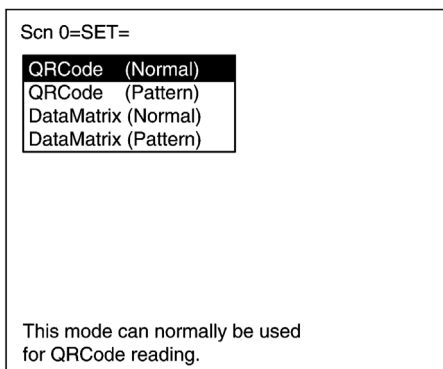 Scn 0=SET=
QRCode (Normal)
QRCode (Pattern)
DataMatrix (Normal)
DataMatrix (Pattern)
This mode can normally be used
for QRCode reading.